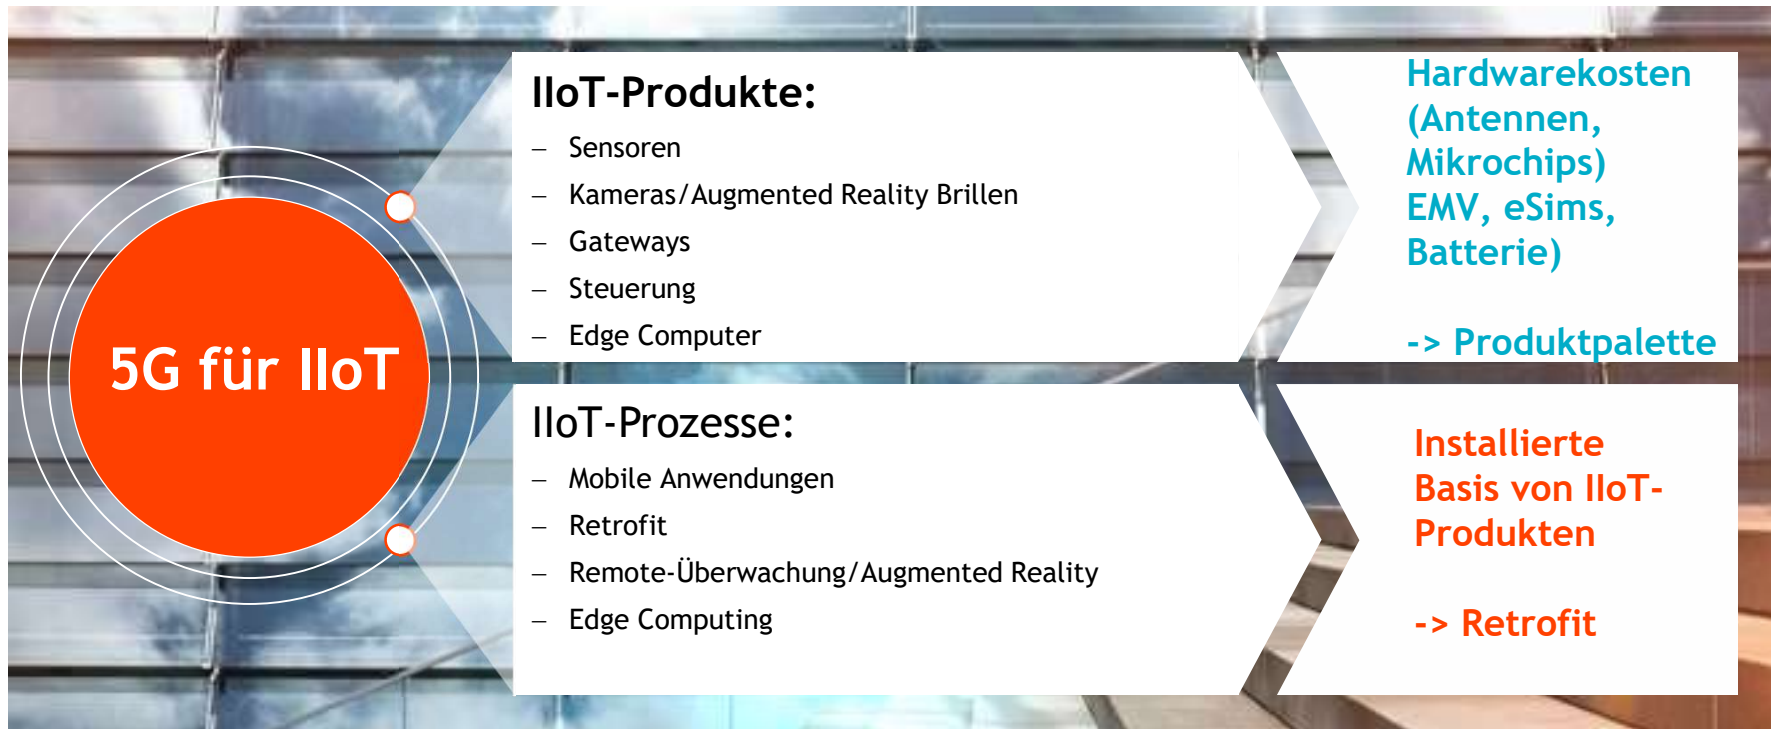 5G für IIoT
IIoT-Produkte:
– Sensoren
– Kameras/Augmented Reality Brillen
– Gateways
– Steuerung
– Edge Computer
Hardwarekosten
(Antennen,
Mikrochips)
EMV, eSims,
Batterie)
-> Produktpalette
IIoT-Prozesse:
– Mobile Anwendungen
– Retrofit
– Remote-Überwachung/Augmented Reality
– Edge Computing
Installierte
Basis von IIoT-
Produkten
-> Retrofit